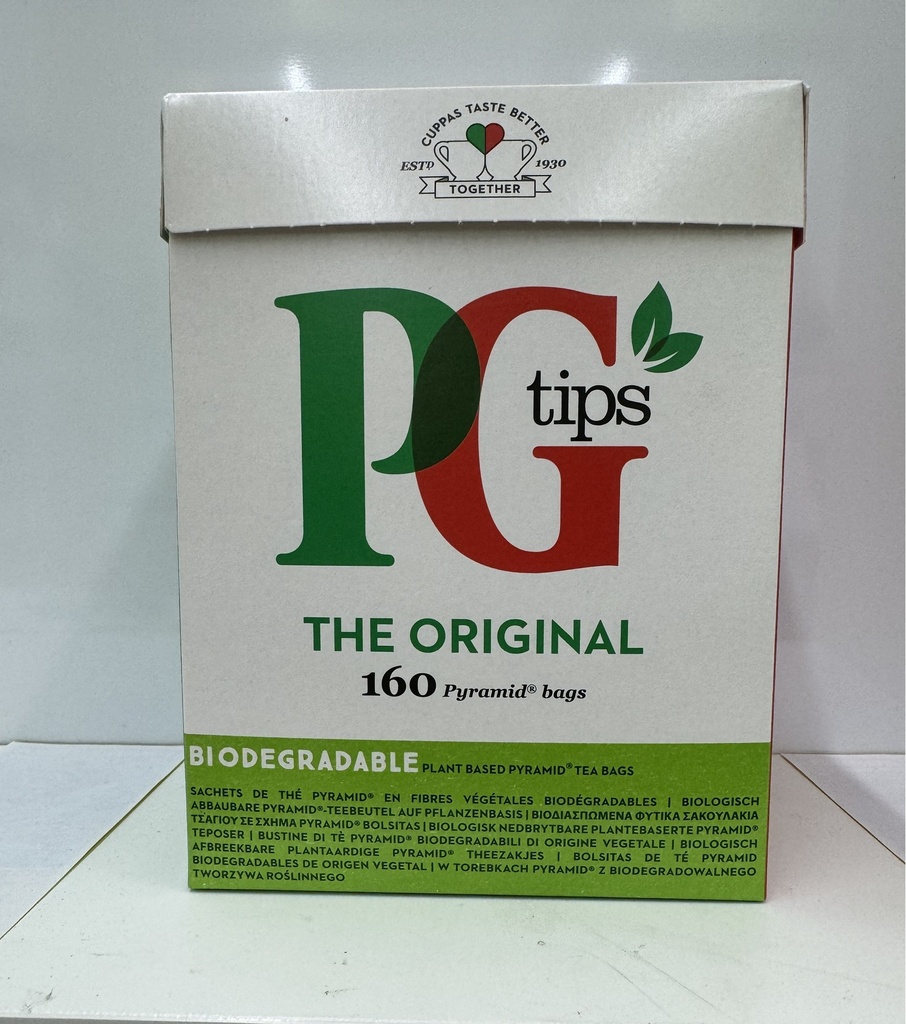 CUPPAS TASTE BETTER
ESTD 1930
TOGETHER
PG
tips
THE ORIGINAL
160 Pyramid® bags
BIODEGRADABLE PLANT BASED PYRAMID® TEA BAGS
SACHETS DE THÉ PYRAMID® EN FIBRES VÉGÉTALES BIODÉGRADABLES | BIOLOGISCH
ABBAUBARE PYRAMID®-TEEBEUTEL AUF PFLANZENBASIS | ΒΙΟΔΙΑΣΠΩΜΕΝΑ ΦΥΤΙΚΑ ΣΑΚΟΥΛΑΚΙΑ
ΤΣΑΓΙΟΥ ΣΕ ΣΧΗΜΑ PYRAMID® BOLSITAS | BIOLOGISK NEDBRYTBARE PLANTEBASERTE PYRAMID®
TEPOSER | BUSTINE DI TÈ PYRAMID® BIODEGRADABILI DI ORIGINE VEGETALE | BIOLOGISCH
AFBREEKBARE PLANTAARDIGE PYRAMID® THEEZAKJES | BOLSITAS DE TÉ PYRAMID
BIODEGRADABLES DE ORIGEN VEGETAL | W TOREBKACH PYRAMID® Z BIODEGRADOWALNEGO
TWORZYWA ROŚLINNEGO